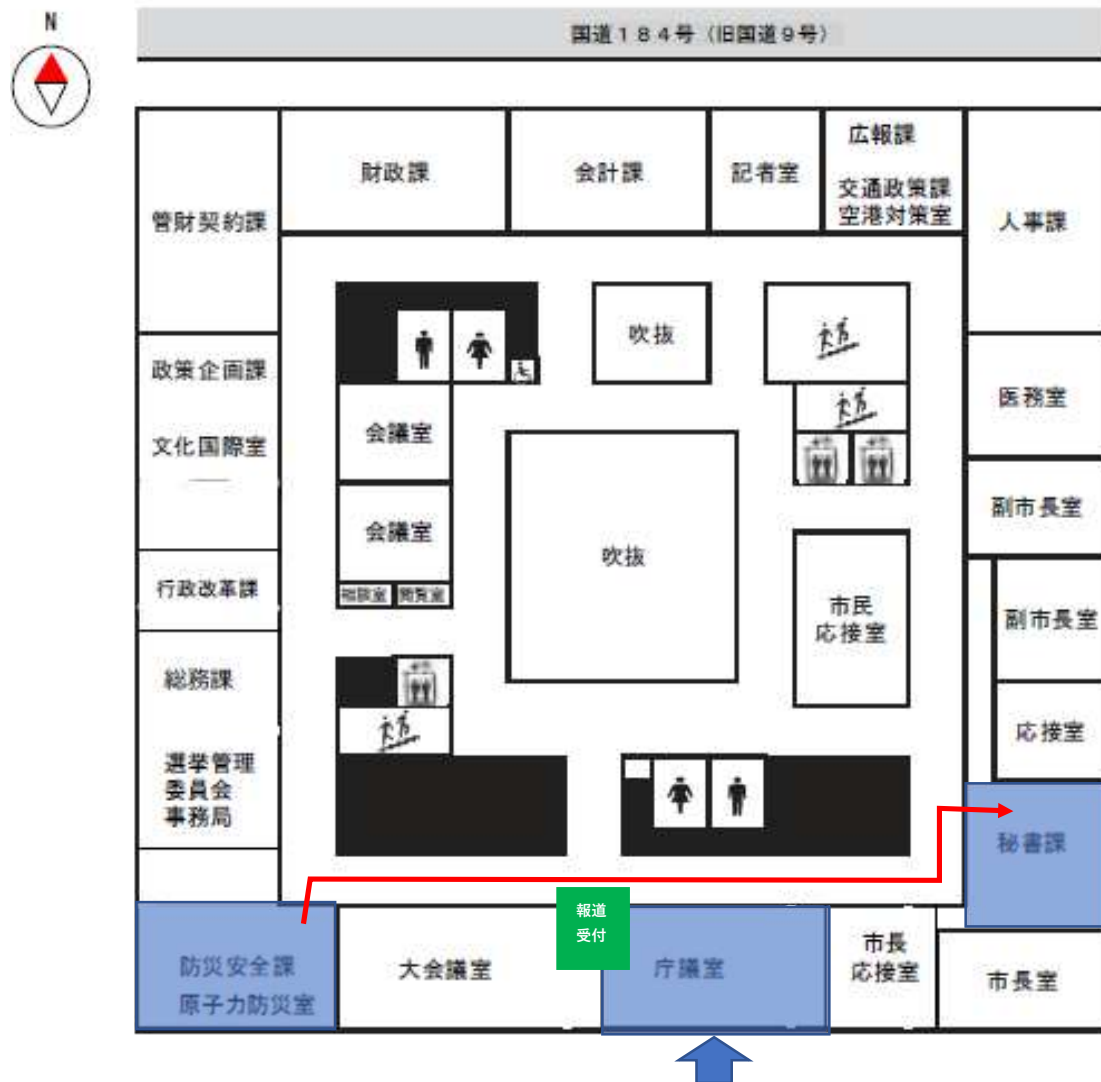 N
国道１８４号（旧国道９号）
財政課
会計課
記者室
広報課
交通政策課
空港対策室
管財契約課
人事課
吹抜
政策企画課
文化国際室
会議室
医務室
会議室
吹抜
副市長室
行政改革課
相談室
閲覧室
市民
応接室
副市長室
総務課
応接室
選挙管理
委員会
事務局
秘書課
報道
受付
防災安全課
原子力防災室
大会議室
庁議室
市長
応接室
市長室